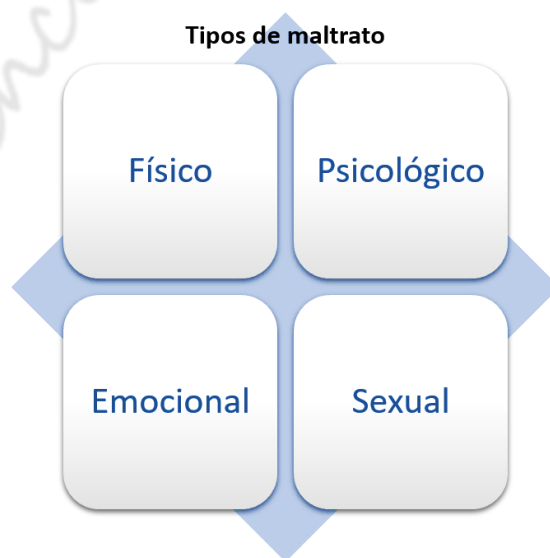 Tipos de maltrato
Físico
Psicológico
Emocional
Sexual